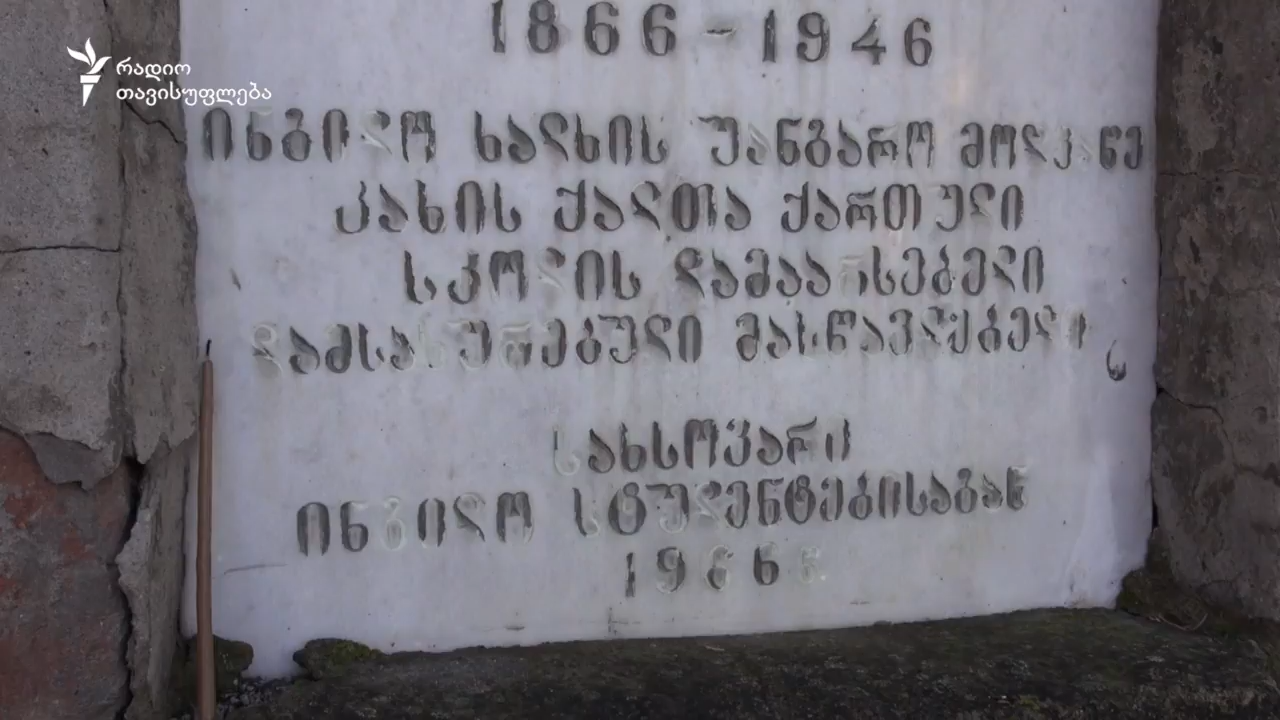 რადიო
თავისუფლება
1866-1946
ინგილო ხალხის უანგარო მოღვაწე
კახის ქალთა ქართული
სკოლის დამაარსებელი
დამსახურებული მასწავლებელი
სახსოვარი
ინგილო სტუდენტებისაგან
1966 წ.